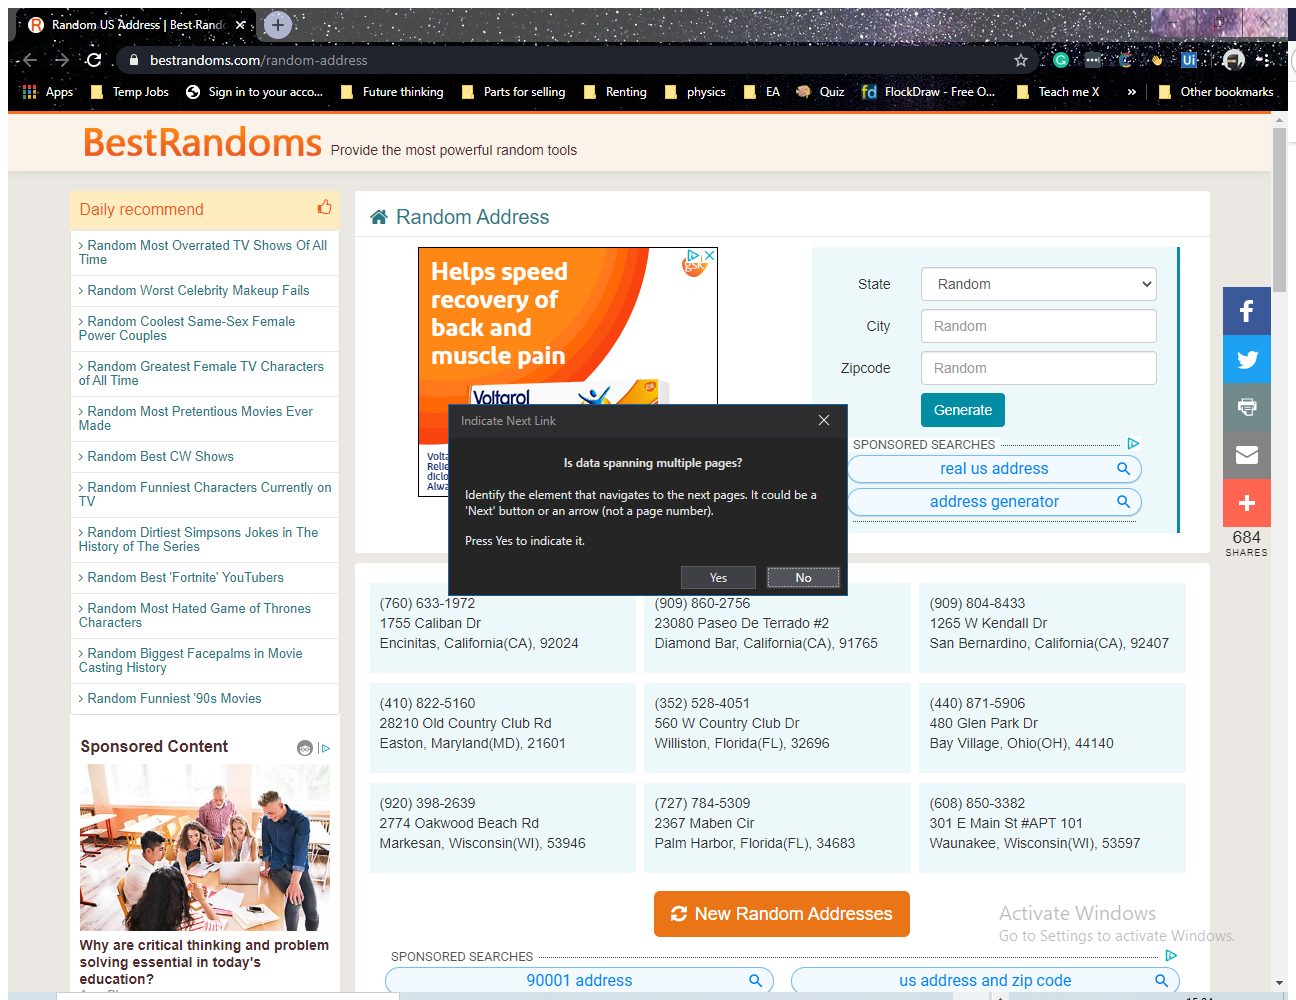 Random US Address | Best Rando
bestrandoms.com/random-address
Ui
Apps
Temp Jobs
Sign in to your acco...
Future thinking
Parts for selling
Renting
physics
EA
Quiz
fd
FlockDraw - Free O...
Teach me X
»
Other bookmarks
BestRandoms
Provide the most powerful random tools
Daily recommend
> Random Most Overrated TV Shows Of All
Time
> Random Worst Celebrity Makeup Fails
> Random Coolest Same-Sex Female
Power Couples
> Random Greatest Female TV Characters
of All Time
> Random Most Pretentious Movies Ever
Made
> Random Best CW Shows
> Random Funniest Characters Currently on
TV
> Random Dirtiest Simpsons Jokes in The
History of The Series
> Random Best 'Fortnite' YouTubers
> Random Most Hated Game of Thrones
Characters
> Random Biggest Facepalms in Movie
Casting History
> Random Funniest '90s Movies
Sponsored Content
Why are critical thinking and problem
solving essential in today's
education?
Random Address
Helps speed
recovery of
back and
muscle pain
gsk
Voltarol
State
Random
City
Random
Zipcode
Random
Generate
SPONSORED SEARCHES
real us address
address generator
684
SHARES
Indicate Next Link
Is data spanning multiple pages?
Identify the element that navigates to the next pages. It could be a
'Next' button or an arrow (not a page number).
Press Yes to indicate it.
Yes
No
(760) 633-1972
1755 Caliban Dr
Encinitas, California(CA), 92024
(909) 860-2756
23080 Paseo De Terrado #2
Diamond Bar, California(CA), 91765
(909) 804-8433
1265 W Kendall Dr
San Bernardino, California(CA), 92407
(410) 822-5160
28210 Old Country Club Rd
Easton, Maryland(MD), 21601
(352) 528-4051
560 W Country Club Dr
Williston, Florida(FL), 32696
(440) 871-5906
480 Glen Park Dr
Bay Village, Ohio(OH), 44140
(920) 398-2639
2774 Oakwood Beach Rd
Markesan, Wisconsin(WI), 53946
(727) 784-5309
2367 Maben Cir
Palm Harbor, Florida(FL), 34683
(608) 850-3382
301 E Main St #APT 101
Waunakee, Wisconsin(WI), 53597
New Random Addresses
Activate Windows
Go to Settings to activate Windows.
SPONSORED SEARCHES
90001 address
us address and zip code